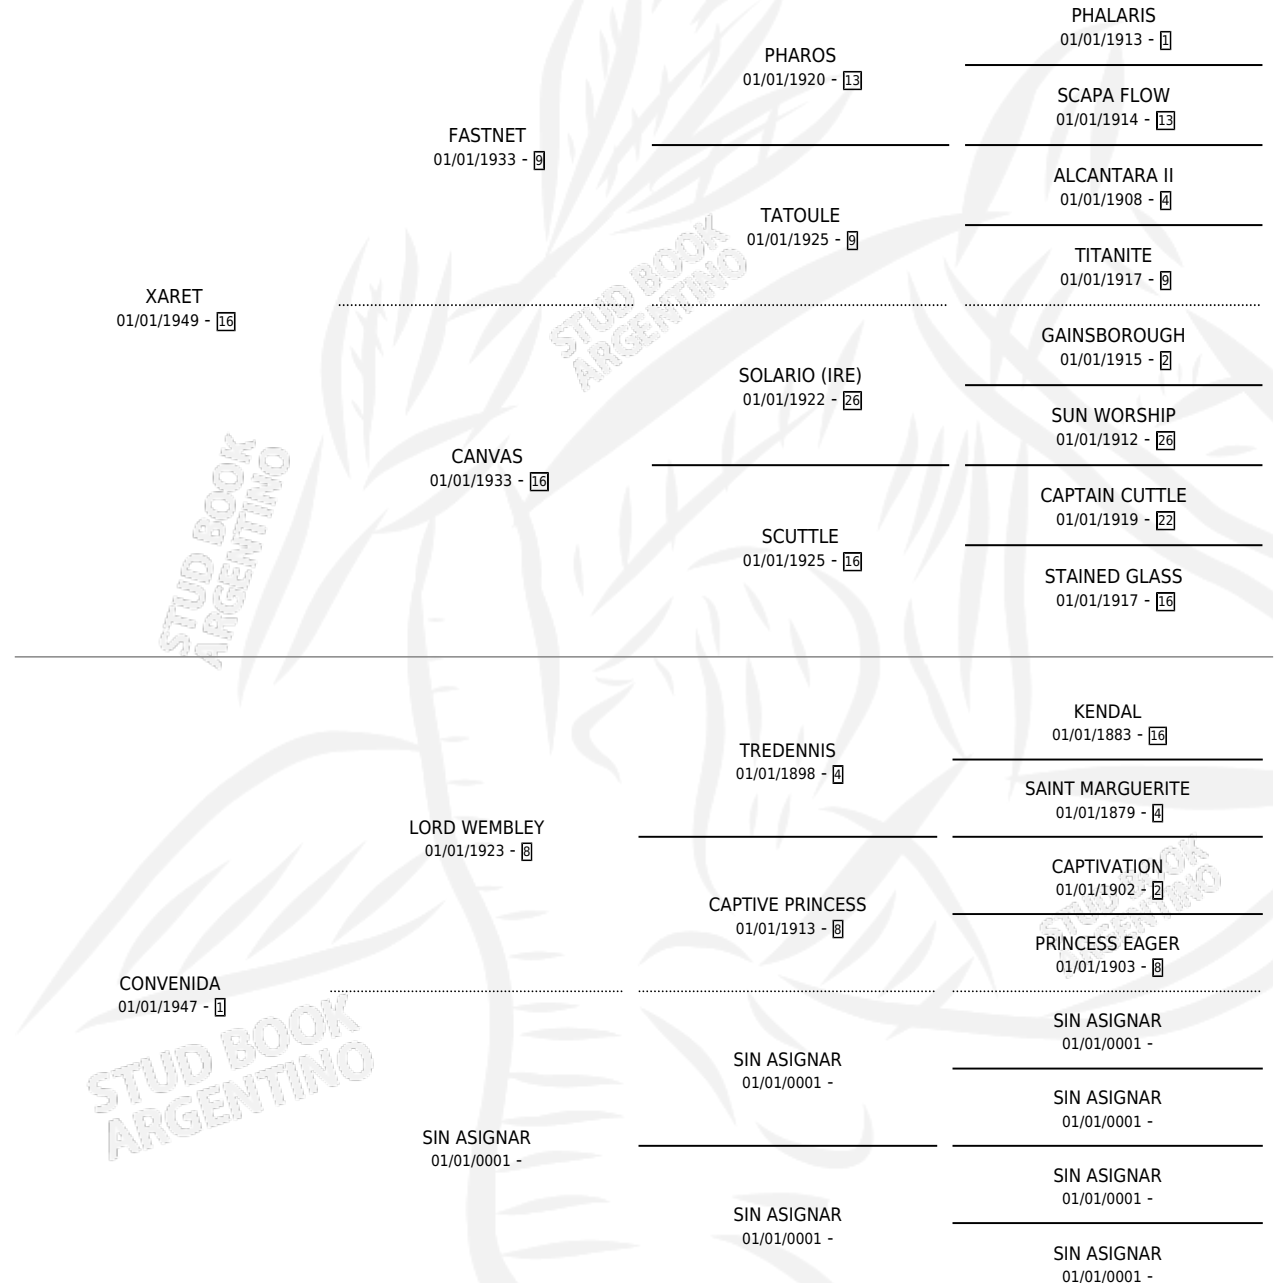 PHALARIS
01/01/1913 - 1
PHAROS
01/01/1920 - 13
SCAPA FLOW
01/01/1914 - 13
FASTNET
01/01/1933 - 9
ALCANTARA II
01/01/1908 - 4
TATOULE
01/01/1925 - 9
TITANITE
01/01/1917 - 9
XARET
01/01/1949 - 16
GAINSBOROUGH
01/01/1915 - 2
SOLARIO (IRE)
01/01/1922 - 26
SUN WORSHIP
01/01/1912 - 26
CANVAS
01/01/1933 - 16
CAPTAIN CUTTLE
01/01/1919 - 22
SCUTTLE
01/01/1925 - 16
STAINED GLASS
01/01/1917 - 16
KENDAL
01/01/1883 - 16
TREDENNIS
01/01/1898 - 4
SAINT MARGUERITE
01/01/1879 - 4
LORD WEMBLEY
01/01/1923 - 8
CAPTIVATION
01/01/1902 - 2
CAPTIVE PRINCESS
01/01/1913 - 8
PRINCESS EAGER
01/01/1903 - 8
CONVENIDA
01/01/1947 - 1
SIN ASIGNAR
01/01/0001 -
SIN ASIGNAR
01/01/0001 -
SIN ASIGNAR
01/01/0001 -
SIN ASIGNAR
01/01/0001 -
SIN ASIGNAR
01/01/0001 -
SIN ASIGNAR
01/01/0001 -
SIN ASIGNAR
01/01/0001 -
STUD BOOK
ARGENTINO
STUD BOOK
ARGENTINO
STUD BOOK
ARGENTINO
STUD BOOK
ARGENTINO